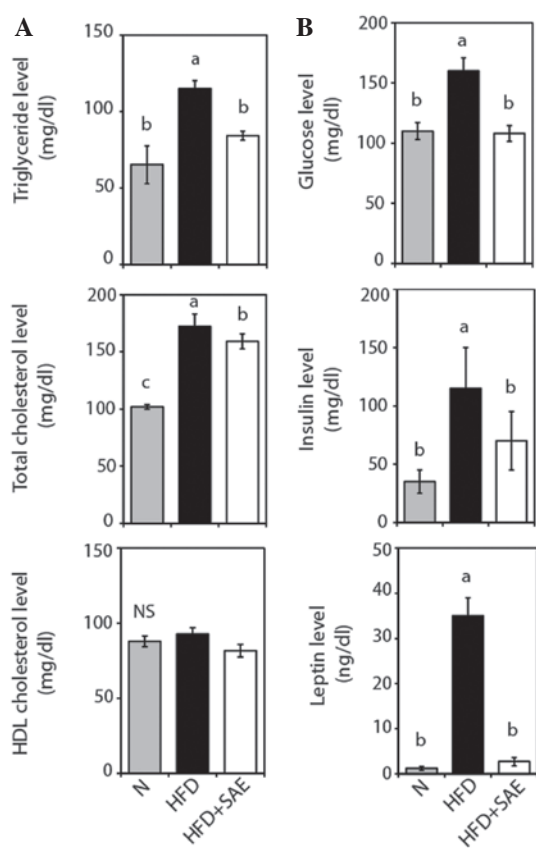 A
Triglyceride level
(mg/dl)
150
100
50
0
b
a
b
Total cholesterol level
(mg/dl)
200
150
100
50
0
c
a
b
HDL cholesterol level
(mg/dl)
150
100
50
0
NS
N
HFD
HFD+SAE
B
Glucose level
(mg/dl)
200
150
100
50
0
b
a
b
Insulin level
(mg/dl)
200
150
100
50
0
b
a
b
Leptin level
(ng/dl)
50
40
30
20
10
0
b
a
b
N
HFD
HFD+SAE